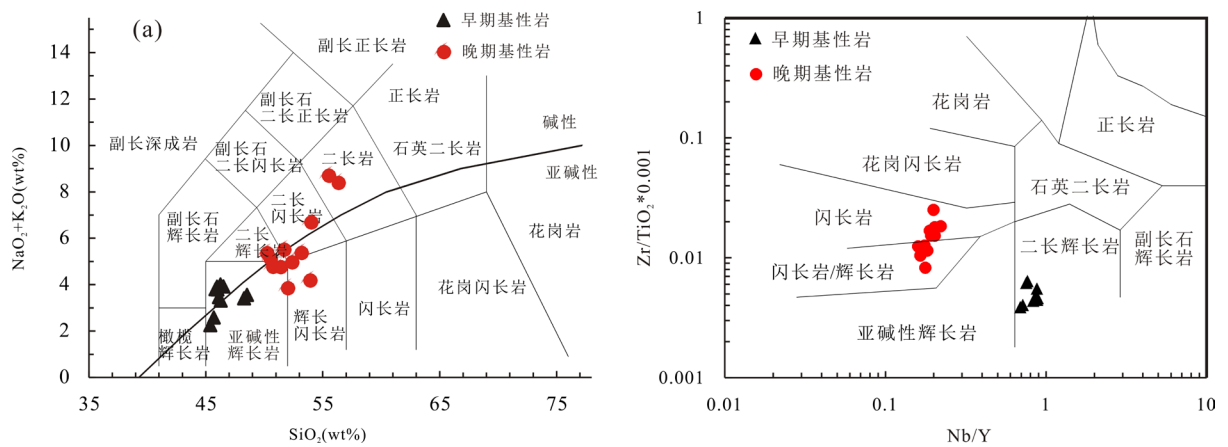 (a)
早期基性岩
晚期基性岩
副长正长岩
副长石
二长正长岩
正长岩
碱性
副长深成岩
副长石
二长闪长岩
二长岩
石英二长岩
亚碱性
副长石
辉长岩
二长
闪长岩
二长
辉长岩
花岗岩
花岗闪长岩
橄榄
辉长岩
亚碱性
辉长岩
辉长
闪长岩
闪长岩
14
12
10
8
6
4
2
0
NaO₂+K₂O(wt%)
35
45
55
65
75
SiO₂(wt%)
早期基性岩
晚期基性岩
花岗岩
正长岩
花岗闪长岩
石英二长岩
闪长岩
二长辉长岩
副长石
辉长岩
闪长岩/辉长岩
亚碱性辉长岩
1
0.1
0.01
0.001
Zr/TiO₂*0.001
0.01
0.1
1
10
Nb/Y